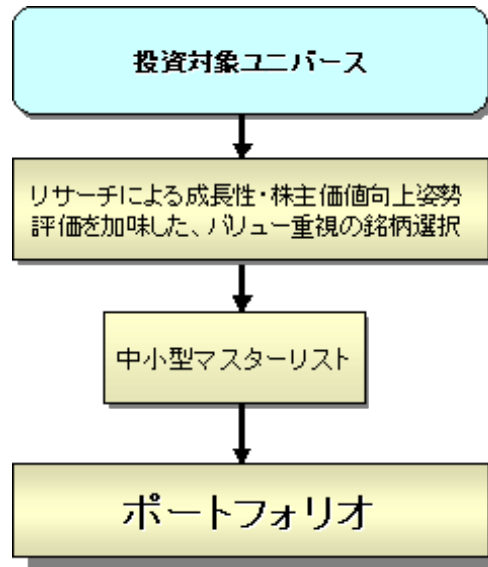 投資対象ユニバース
リサーチによる成長性・株主価値向上姿勢
評価を加味した、バリュー重視の銘柄選択
中小型マスターリスト
ポートフォリオ